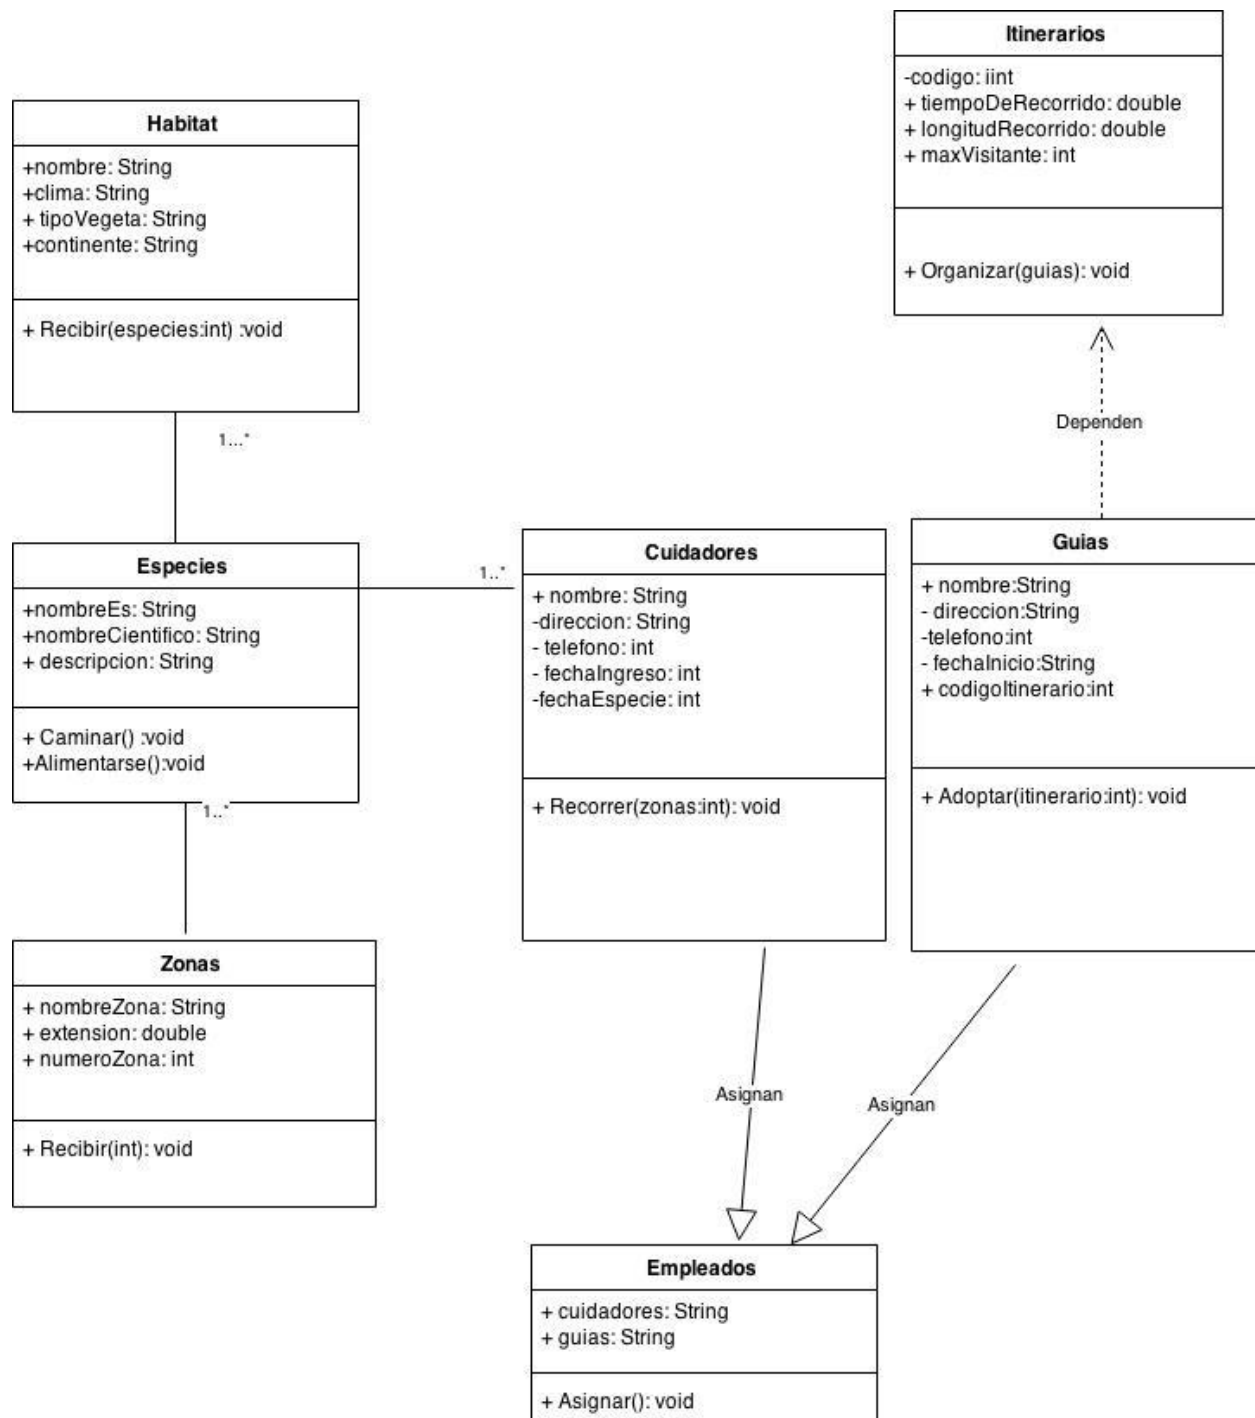 Itinerarios
-codigo: iint
+ tiempoDeRecorrido: double
+ longitudRecorrido: double
+ maxVisitante: int
+ Organizar(guias): void
Habitat
+nombre: String
+clima: String
+ tipoVegeta: String
+continente: String
+ Recibir(especies:int) :void
1...*
Dependen
Especies
+nombreEs: String
+nombreCientifico: String
+ descripcion: String
+ Caminar() :void
+Alimentarse():void
1..*
1..*
Cuidadores
+ nombre: String
-direccion: String
- telefono: int
- fechaIngreso: int
-fechaEspecie: int
+ Recorrer(zonas:int): void
Guias
+ nombre:String
- direccion:String
-telefono:int
- fechaInicio:String
+ codigoItinerario:int
+ Adoptar(itinerario:int): void
Zonas
+ nombreZona: String
+ extension: double
+ numeroZona: int
+ Recibir(int): void
Asignan
Asignan
Empleados
+ cuidadores: String
+ guias: String
+ Asignar(): void